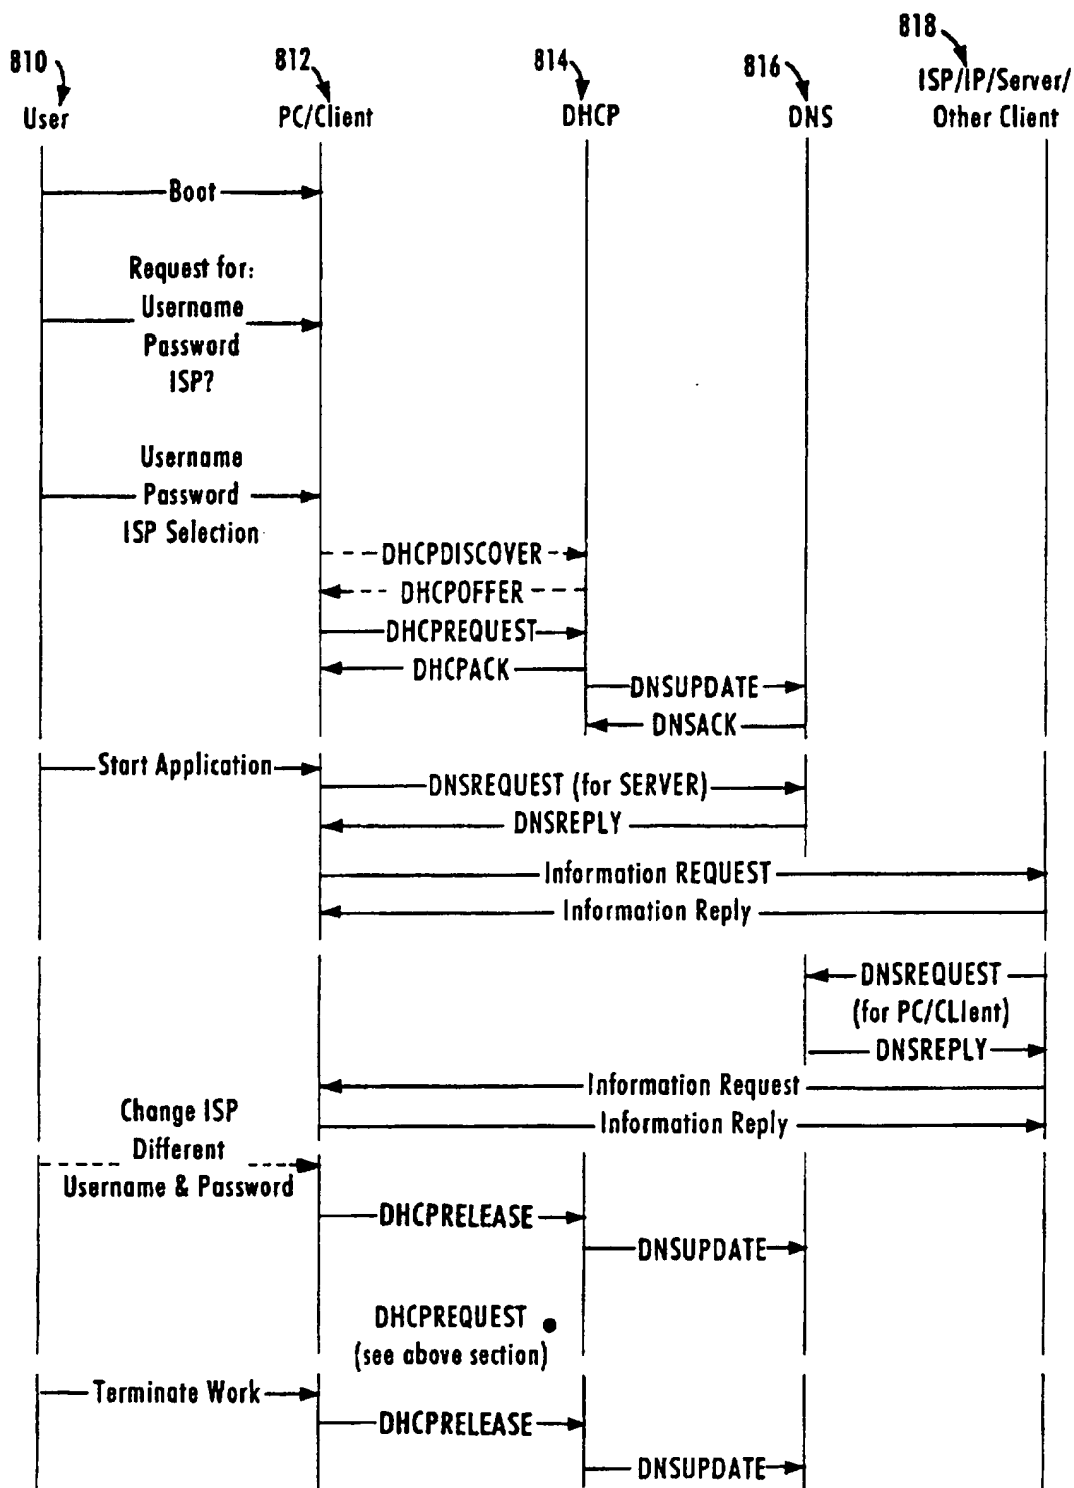 818
810
812
814
816
ISP/IP/Server/
Other Client
User
PC/Client
DHCP
DNS
Boot
Request for:
Username
Password
ISP?
Username
Password
ISP Selection
DHCPDISCOVER
DHCPOFFER
DHCPREQUEST
DHCPACK
DNSUPDATE
DNSACK
Start Application
DNSREQUEST (for SERVER)
DNSREPLY
Information REQUEST
Information Reply
DNSREQUEST
(for PC/CLIent)
DNSREPLY
Information Request
Change ISP
Information Reply
Different
Username & Password
DHCPRELEASE
DNSUPDATE
DHCPREQUEST
(see above section)
Terminate Work
DHCPRELEASE
DNSUPDATE